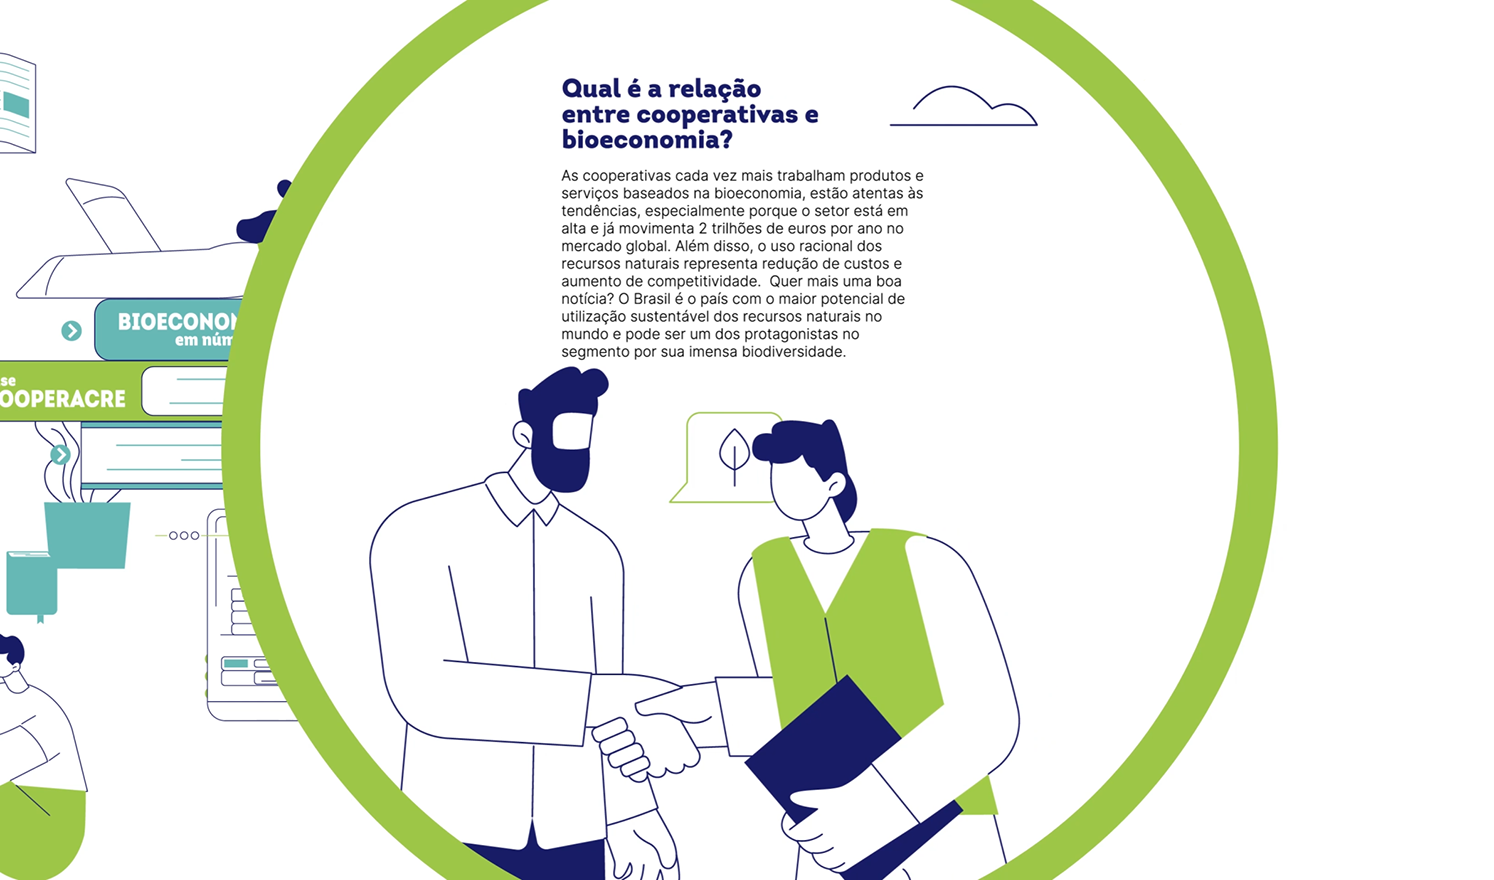 Qual é a relação
entre cooperativas e
bioeconomia?
As cooperativas cada vez mais trabalham produtos e
serviços baseados na bioeconomia, estão atentas às
tendências, especialmente porque o setor está em
alta e já movimenta 2 trilhões de euros por ano no
mercado global. Além disso, o uso racional dos
recursos naturais representa redução de custos e
aumento de competitividade.  Quer mais uma boa
notícia? O Brasil é o país com o maior potencial de
utilização sustentável dos recursos naturais no
mundo e pode ser um dos protagonistas no
segmento por sua imensa biodiversidade.
em